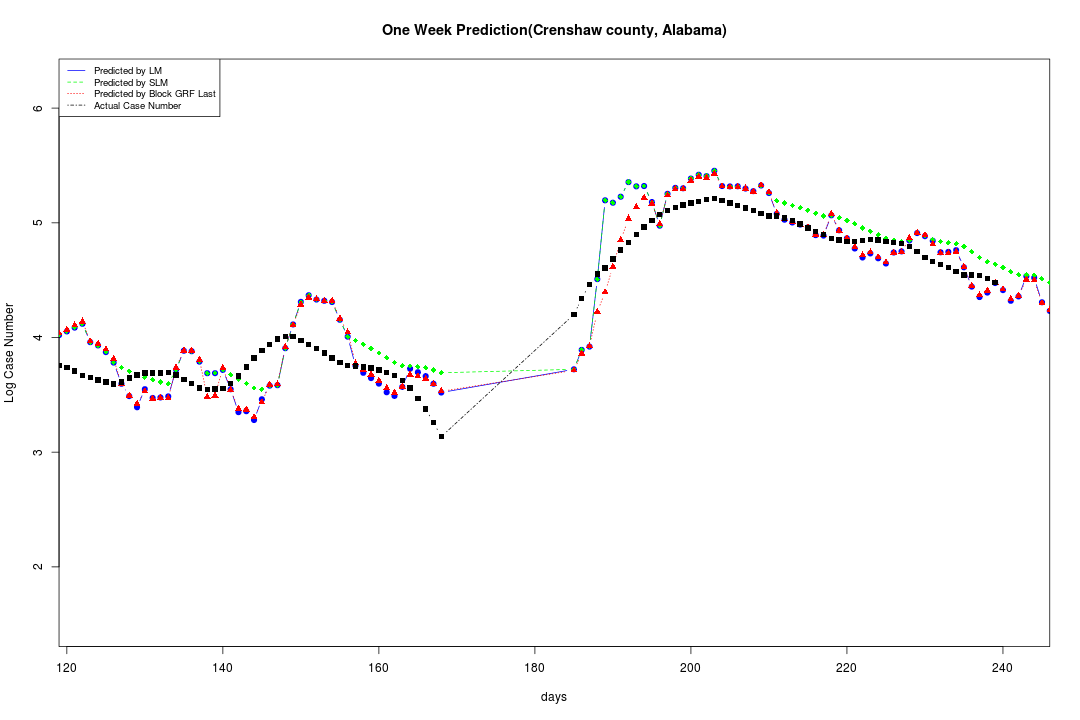 One Week Prediction(Crenshaw county, Alabama)
Predicted by LM
Predicted by SLM
Predicted by Block GRF Last
Actual Case Number
6
5
4
3
2
Log Case Number
120 140 160 180 200 220 240
days